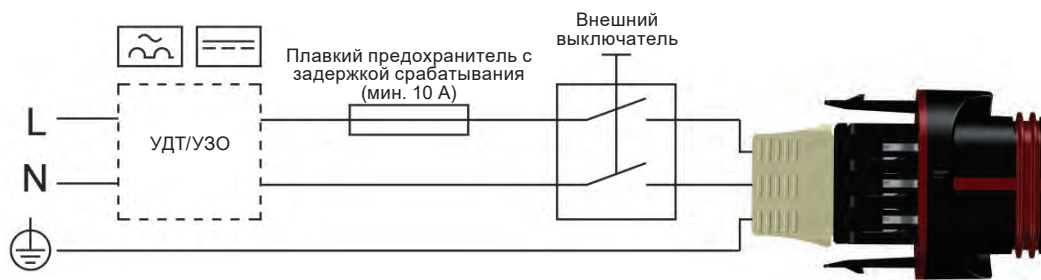 Внешний
выключатель
Плавкий предохранитель с
задержкой срабатывания
(мин. 10 А)
L
УДТ/УЗО
N